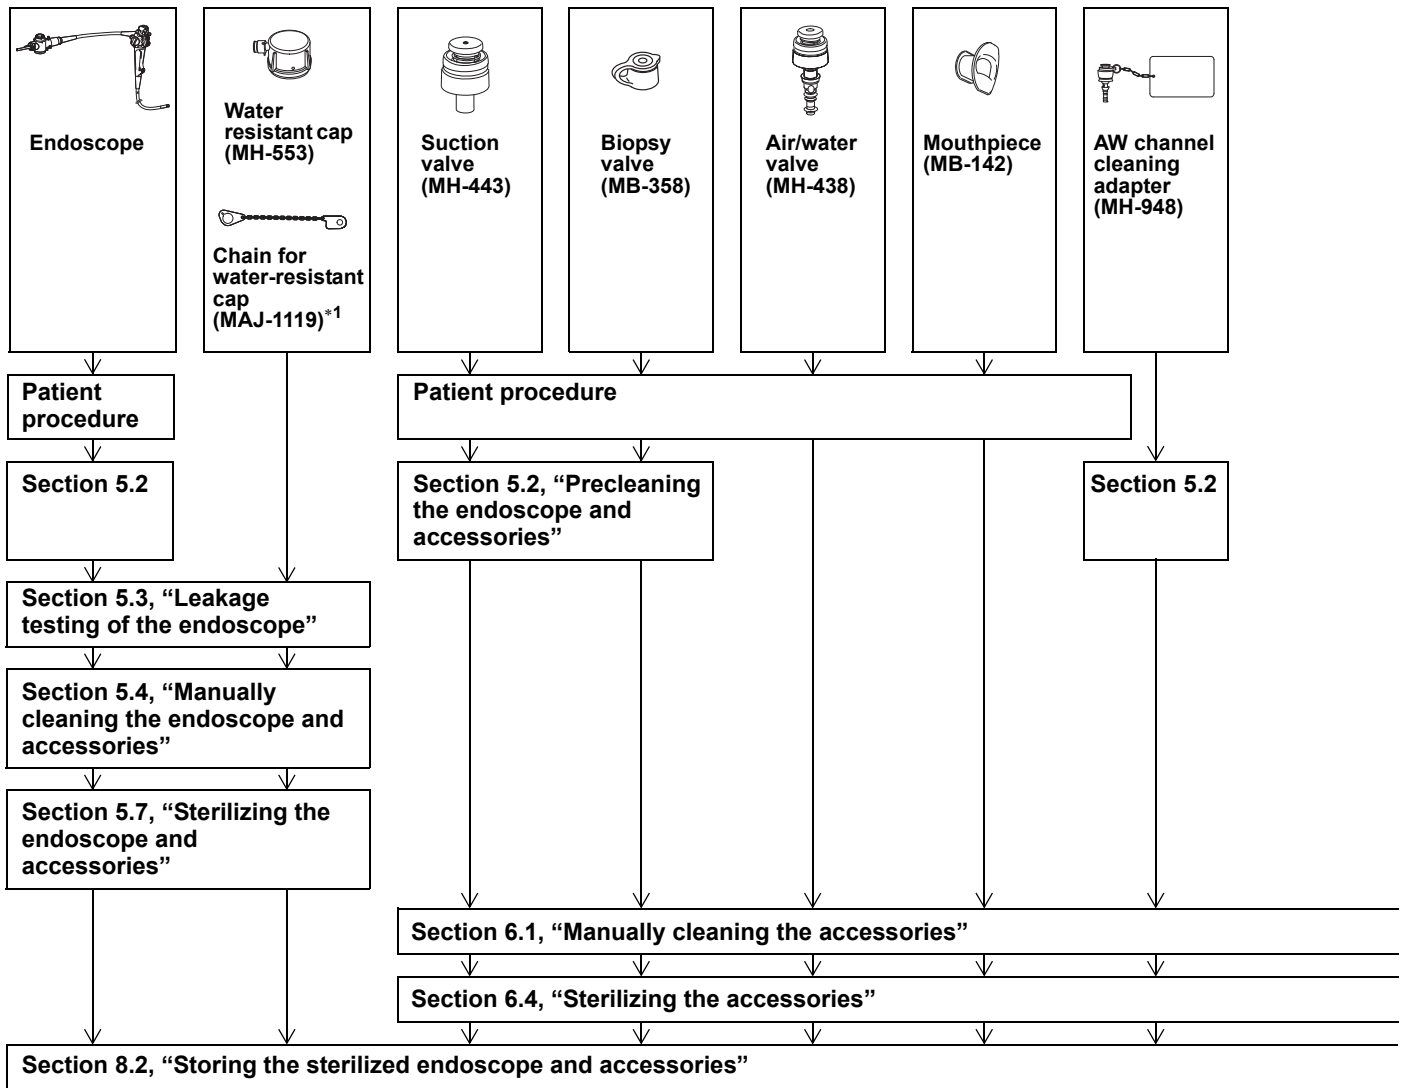 Endoscope
Water
resistant cap
(MH-553)
Chain for
water-resistant
cap
(MAJ-1119)*1
Suction
valve
(MH-443)
Biopsy
valve
(MB-358)
Air/water
valve
(MH-438)
Mouthpiece
(MB-142)
AW channel
cleaning
adapter
(MH-948)
Patient
procedure
Patient procedure
Section 5.2
Section 5.2, “Precleaning
the endoscope and
accessories”
Section 5.2
Section 5.3, “Leakage
testing of the endoscope”
Section 5.4, “Manually
cleaning the endoscope and
accessories”
Section 5.7, “Sterilizing the
endoscope and
accessories”
Section 6.1, “Manually cleaning the accessories”
Section 6.4, “Sterilizing the accessories”
Section 8.2, “Storing the sterilized endoscope and accessories”